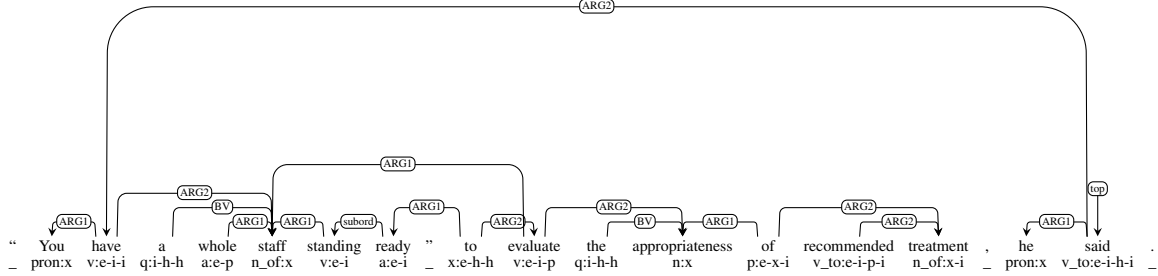 ARG2
ARG1
ARG2 top
BV ARG2 ARG2
ARG1 ARG1 ARG1 subord ARG1 ARG2 BV ARG1 ARG2 ARG1
“ You have a whole staff standing ready ” to evaluate the appropriateness of recommended treatment , he said .
_ pron:x v:e-i-i q:i-h-h a:e-p n_of:x v:e-i a:e-i _ x:e-h-h v:e-i-p q:i-h-h n:x p:e-x-i v_to:e-i-p-i n_of:x-i _ pron:x v_to:e-i-h-i _